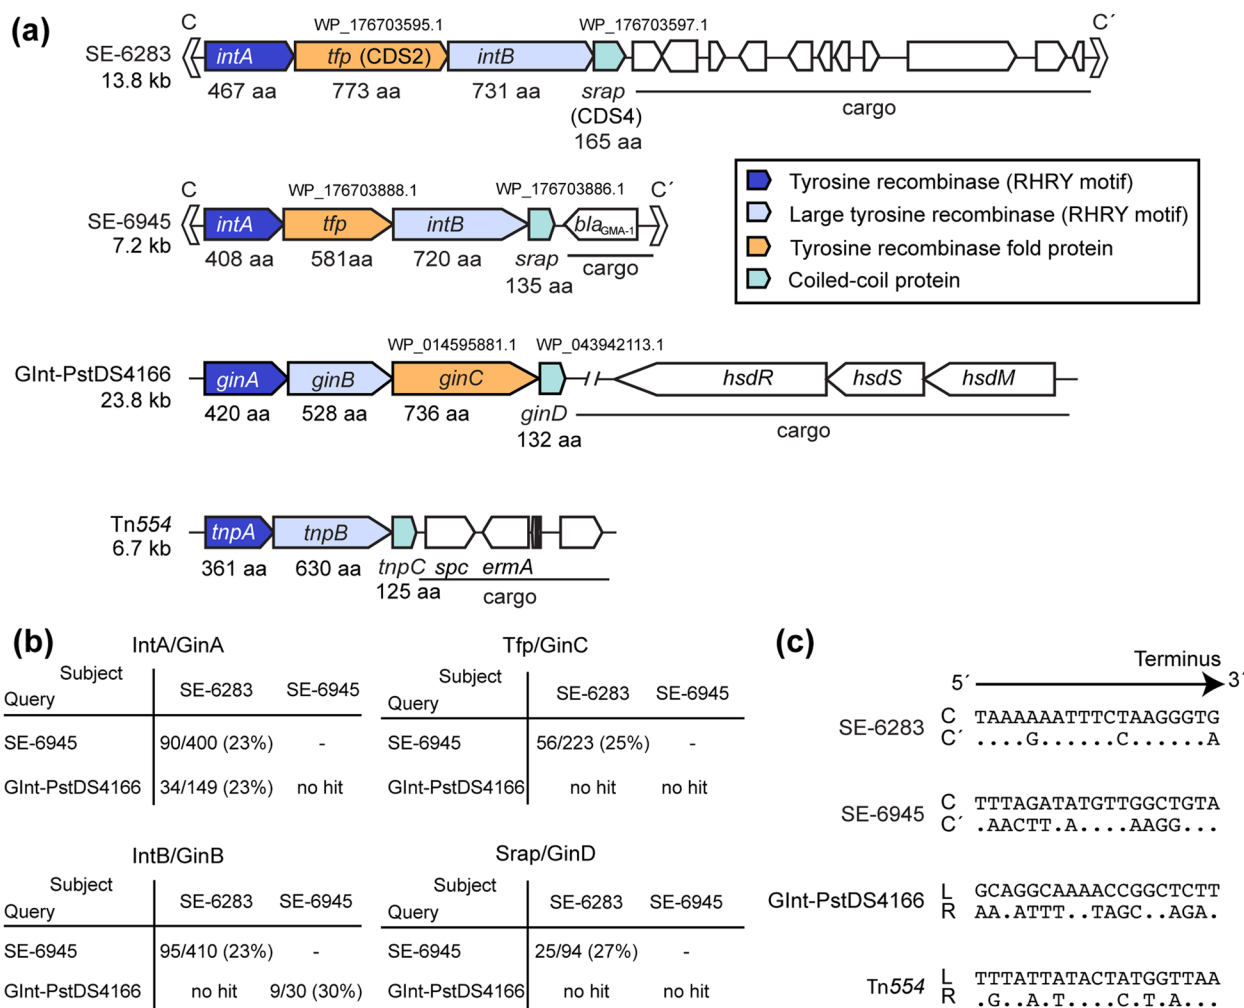 (a)
C WP_176703595.1 WP_176703597.1 C´
SE-6283 intA tfp (CDS2) intB
13.8 kb 467 aa 773 aa 731 aa srap
(CDS4) cargo
165 aa
C WP_176703888.1 WP_176703886.1 C´
SE-6945 intA tfp intB blaGMA-1
7.2 kb 408 aa 581aa 720 aa srap cargo
135 aa
Tyrosine recombinase (RHRY motif)
Large tyrosine recombinase (RHRY motif)
Tyrosine recombinase fold protein
Coiled-coil protein
WP_014595881.1 WP_043942113.1
GInt-PstDS4166 ginA ginB ginC hsdR hsdS hsdM
23.8 kb 420 aa 528 aa 736 aa ginD
132 aa cargo
Tn554 tnpA tnpB
6.7 kb 361 aa 630 aa tnpC spc ermA
125 aa cargo
(b)
IntA/GinA
Subject
Query SE-6283 SE-6945
SE-6945 90/400 (23%) -
GInt-PstDS4166 34/149 (23%) no hit
Tfp/GinC
Subject
Query SE-6283 SE-6945
SE-6945 56/223 (25%) -
GInt-PstDS4166 no hit no hit
IntB/GinB
Subject
Query SE-6283 SE-6945
SE-6945 95/410 (23%) -
GInt-PstDS4166 no hit 9/30 (30%)
Srap/GinD
Subject
Query SE-6283 SE-6945
SE-6945 25/94 (27%) -
GInt-PstDS4166 no hit no hit
(c)
Terminus
5´ 3´
SE-6283
C TAAAAAATTTCTAAGGGTG
C´ ....G......C......A
SE-6945
C TTTAGATATGTTGGCTGTA
C´ .AACTT.A....AAGG...
GInt-PstDS4166
L GCAGGCAAAACCGGCTCTT
R AA.ATTT..TAGC..AGA.
Tn554
L TTTATTATACTATGGTTAA
R .G..A.T....C.T.A...